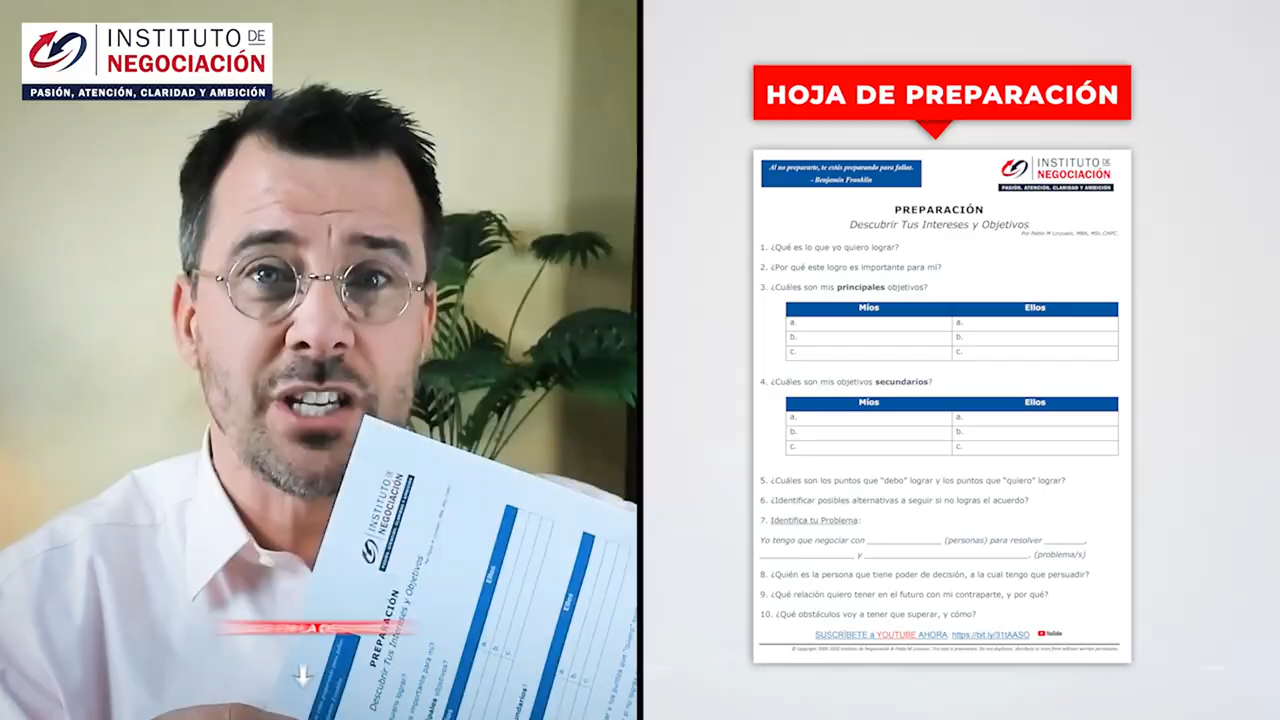 INSTITUTO DE
NEGOCIACIÓN
PASIÓN, ATENCIÓN, CLARIDAD Y AMBICIÓN
INSTITUTO DE
NEGOCIACIÓN
PREPARACIÓN
Descubrir Tus Intereses y Objetivos
Ellos
a.
b.
c.
Ellos
a.
b.
HOJA DE PREPARACIÓN
Al no prepararte, te estás preparando para fallar.
- Benjamin Franklin
INSTITUTO DE
NEGOCIACIÓN
PASIÓN, ATENCIÓN, CLARIDAD Y AMBICIÓN
PREPARACIÓN
Descubrir Tus Intereses y Objetivos
1. ¿Qué es lo que yo quiero lograr?
2. ¿Por qué este logro es importante para mí?
3. ¿Cuáles son mis principales objetivos?
Míos Ellos
a. a.
b. b.
c. c.
4. ¿Cuáles son mis objetivos secundarios?
Míos Ellos
a. a.
b. b.
c. c.
5. ¿Cuáles son los puntos que "debo" lograr y los puntos que "quiero" lograr?
6. ¿Identificar posibles alternativas a seguir si no logras el acuerdo?
7. Identifica tu Problema:
Yo tengo que negociar con ______________ (personas) para resolver ________,
__________________ y ______________________________. (problema/s)
8. ¿Quién es la persona que tiene poder de decisión, a la cual tengo que persuadir?
9. ¿Qué relación quiero tener en el futuro con mi contraparte, y por qué?
10. ¿Qué obstáculos voy a tener que superar, y cómo?
SUSCRÍBETE a YOUTUBE AHORA: https://bit.ly/31tAASO YouTube